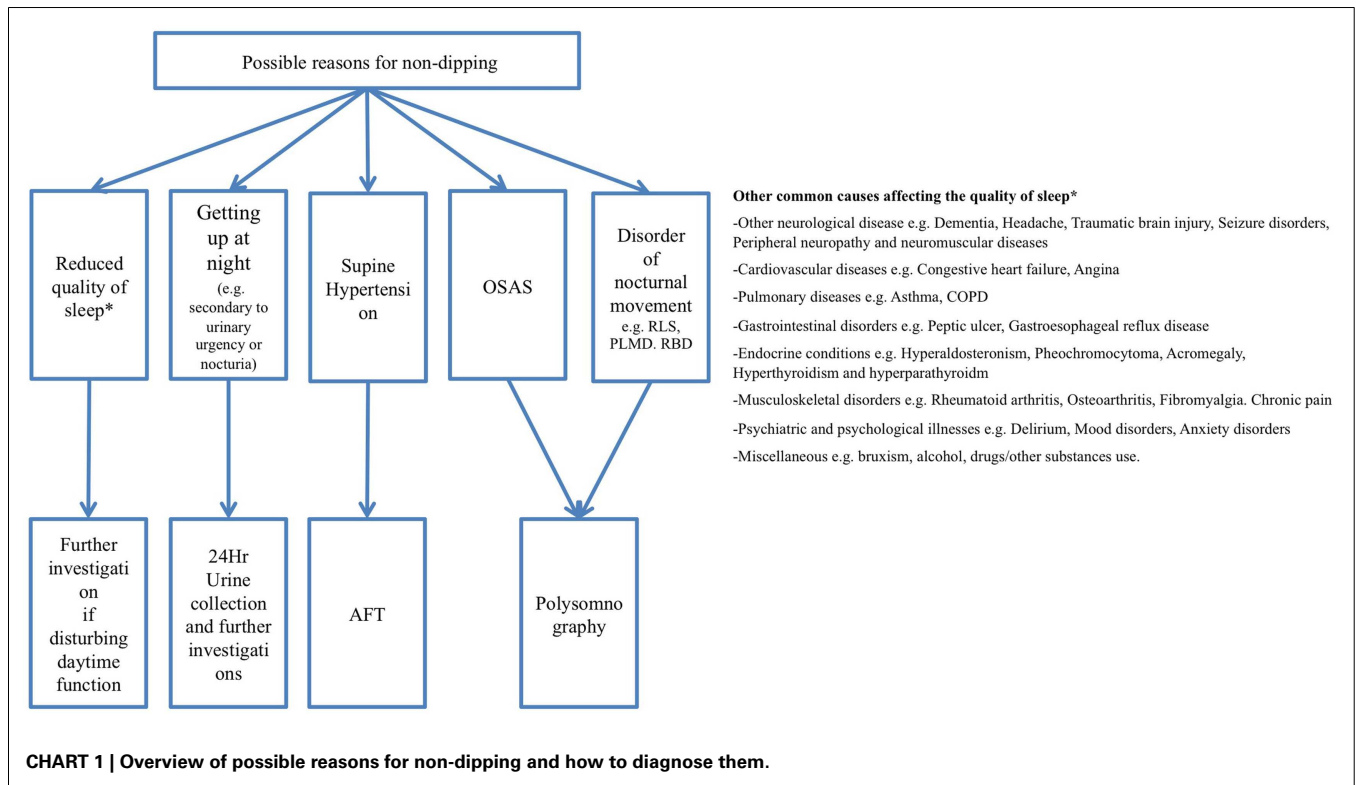 Possible reasons for non-dipping
Reduced
quality of
sleep*
Getting
up at
night
(e.g.
secondary to
urinary
urgency or
nocturia)
Supine
Hypertensi
on
OSAS
Disorder
of
nocturnal
movement
e.g. RLS,
PLMD. RBD
Further
investigati
on
if
disturbing
daytime
function
24Hr
Urine
collection
and further
investigati
ons
AFT
Polysomno
graphy
Other common causes affecting the quality of sleep*
-Other neurological disease e.g. Dementia, Headache, Traumatic brain injury, Seizure disorders,
Peripheral neuropathy and neuromuscular diseases
-Cardiovascular diseases e.g. Congestive heart failure, Angina
-Pulmonary diseases e.g. Asthma, COPD
-Gastrointestinal disorders e.g. Peptic ulcer, Gastroesophageal reflux disease
-Endocrine conditions e.g. Hyperaldosteronism, Pheochromocytoma, Acromegaly,
Hyperthyroidism and hyperparathyroidm
-Musculoskeletal disorders e.g. Rheumatoid arthritis, Osteoarthritis, Fibromyalgia. Chronic pain
-Psychiatric and psychological illnesses e.g. Delirium, Mood disorders, Anxiety disorders
-Miscellaneous e.g. bruxism, alcohol, drugs/other substances use.
CHART 1 | Overview of possible reasons for non-dipping and how to diagnose them.